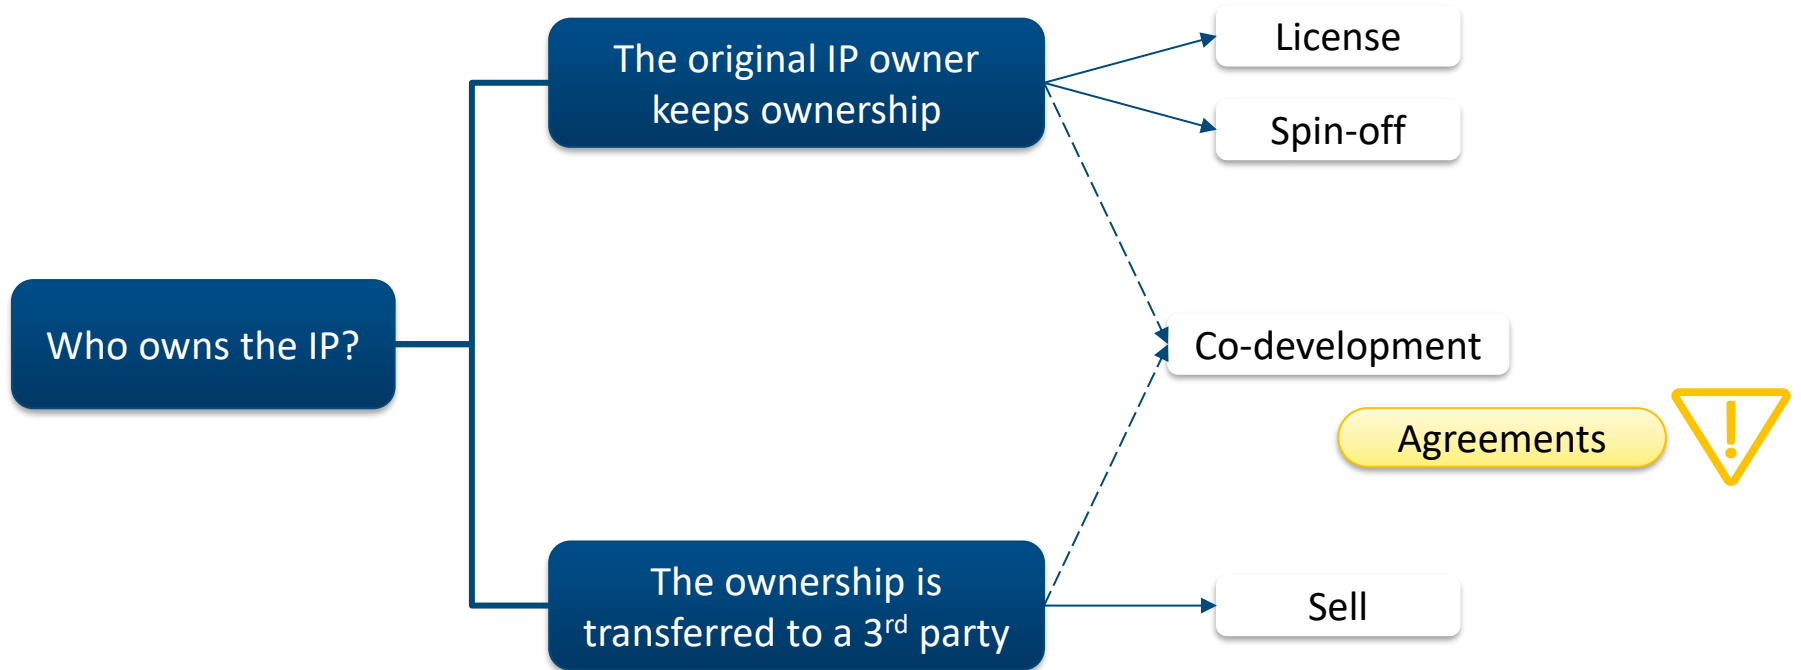 The original IP owner
keeps ownership
License
Spin-off
Who owns the IP?
Co-development
Agreements
!
The ownership is
transferred to a 3rd party
Sell